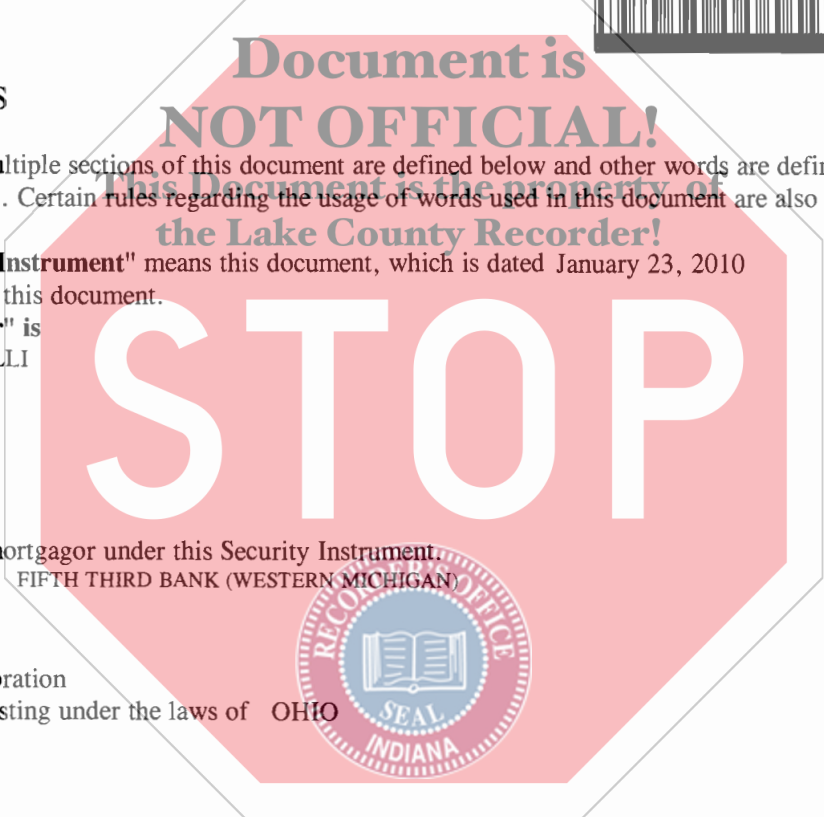 Document is
NOT OFFICIAL!
S
ltiple sections of this document are defined below and other words are defin
This Document is the property of
. Certain rules regarding the usage of words used in this document are also
the Lake County Recorder!
Instrument" means this document, which is dated January 23, 2010
this document.
" is
LLI
STOP
ortgagor under this Security Instrument.
FIFTH THIRD BANK (WESTERN MICHIGAN)
RECORDER'S OFFICE
ration
sting under the laws of OHIO
SEAL
INDIANA